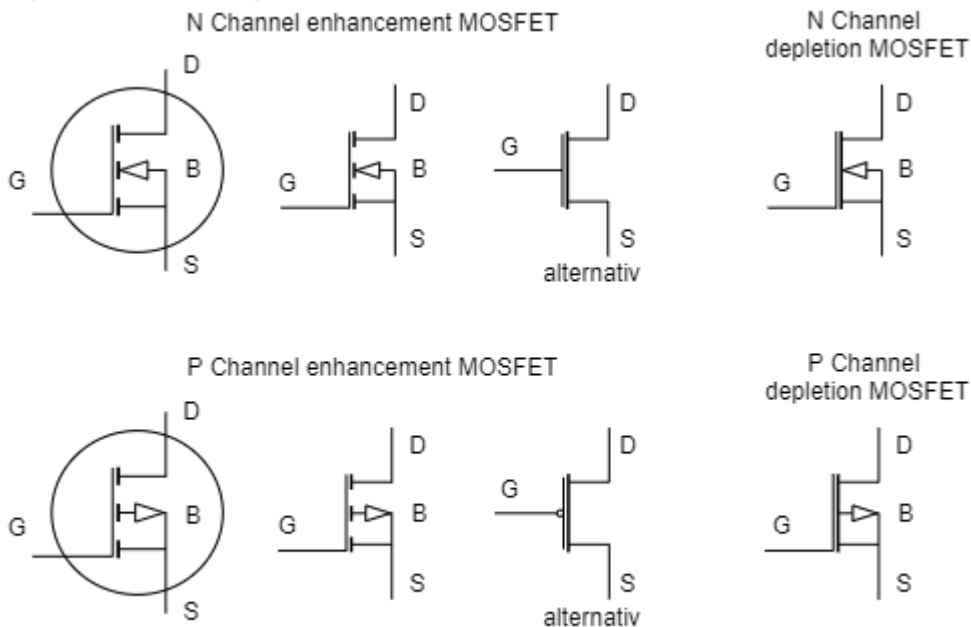 N Channel enhancement MOSFET
N Channel
depletion MOSFET
D
G
B
S
D
G
B
S
D
G
S
alternativ
D
G
B
S
P Channel enhancement MOSFET
P Channel
depletion MOSFET
D
G
B
S
D
G
B
S
D
G
S
alternativ
D
G
B
S